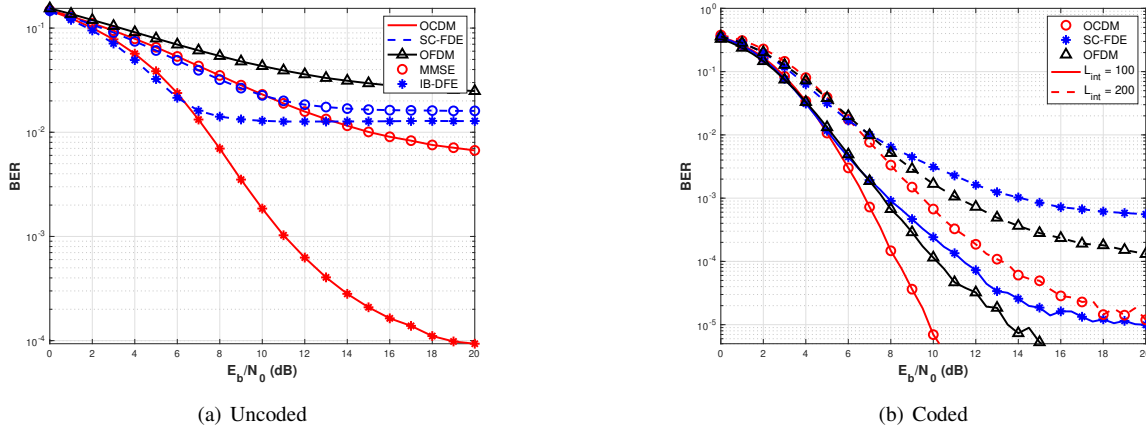 10^-1
10^-2
10^-3
10^-4
BER
0 2 4 6 8 10 12 14 16 18 20
E_b/N_0 (dB)
OCDM
SC-FDE
OFDM
MMSE
IB-DFE
(a) Uncoded
10^0
10^-1
10^-2
10^-3
10^-4
10^-5
BER
0 2 4 6 8 10 12 14 16 18 20
E_b/N_0 (dB)
OCDM
SC-FDE
OFDM
L_int = 100
L_int = 200
(b) Coded